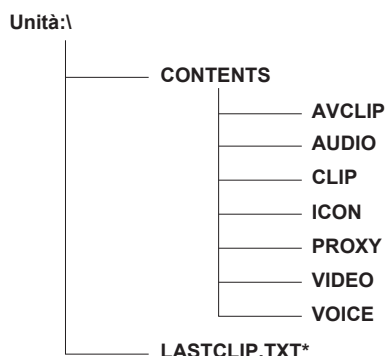 Unità:\
CONTENTS
AVCLIP
AUDIO
CLIP
ICON
PROXY
VIDEO
VOICE
LASTCLIP.TXT*